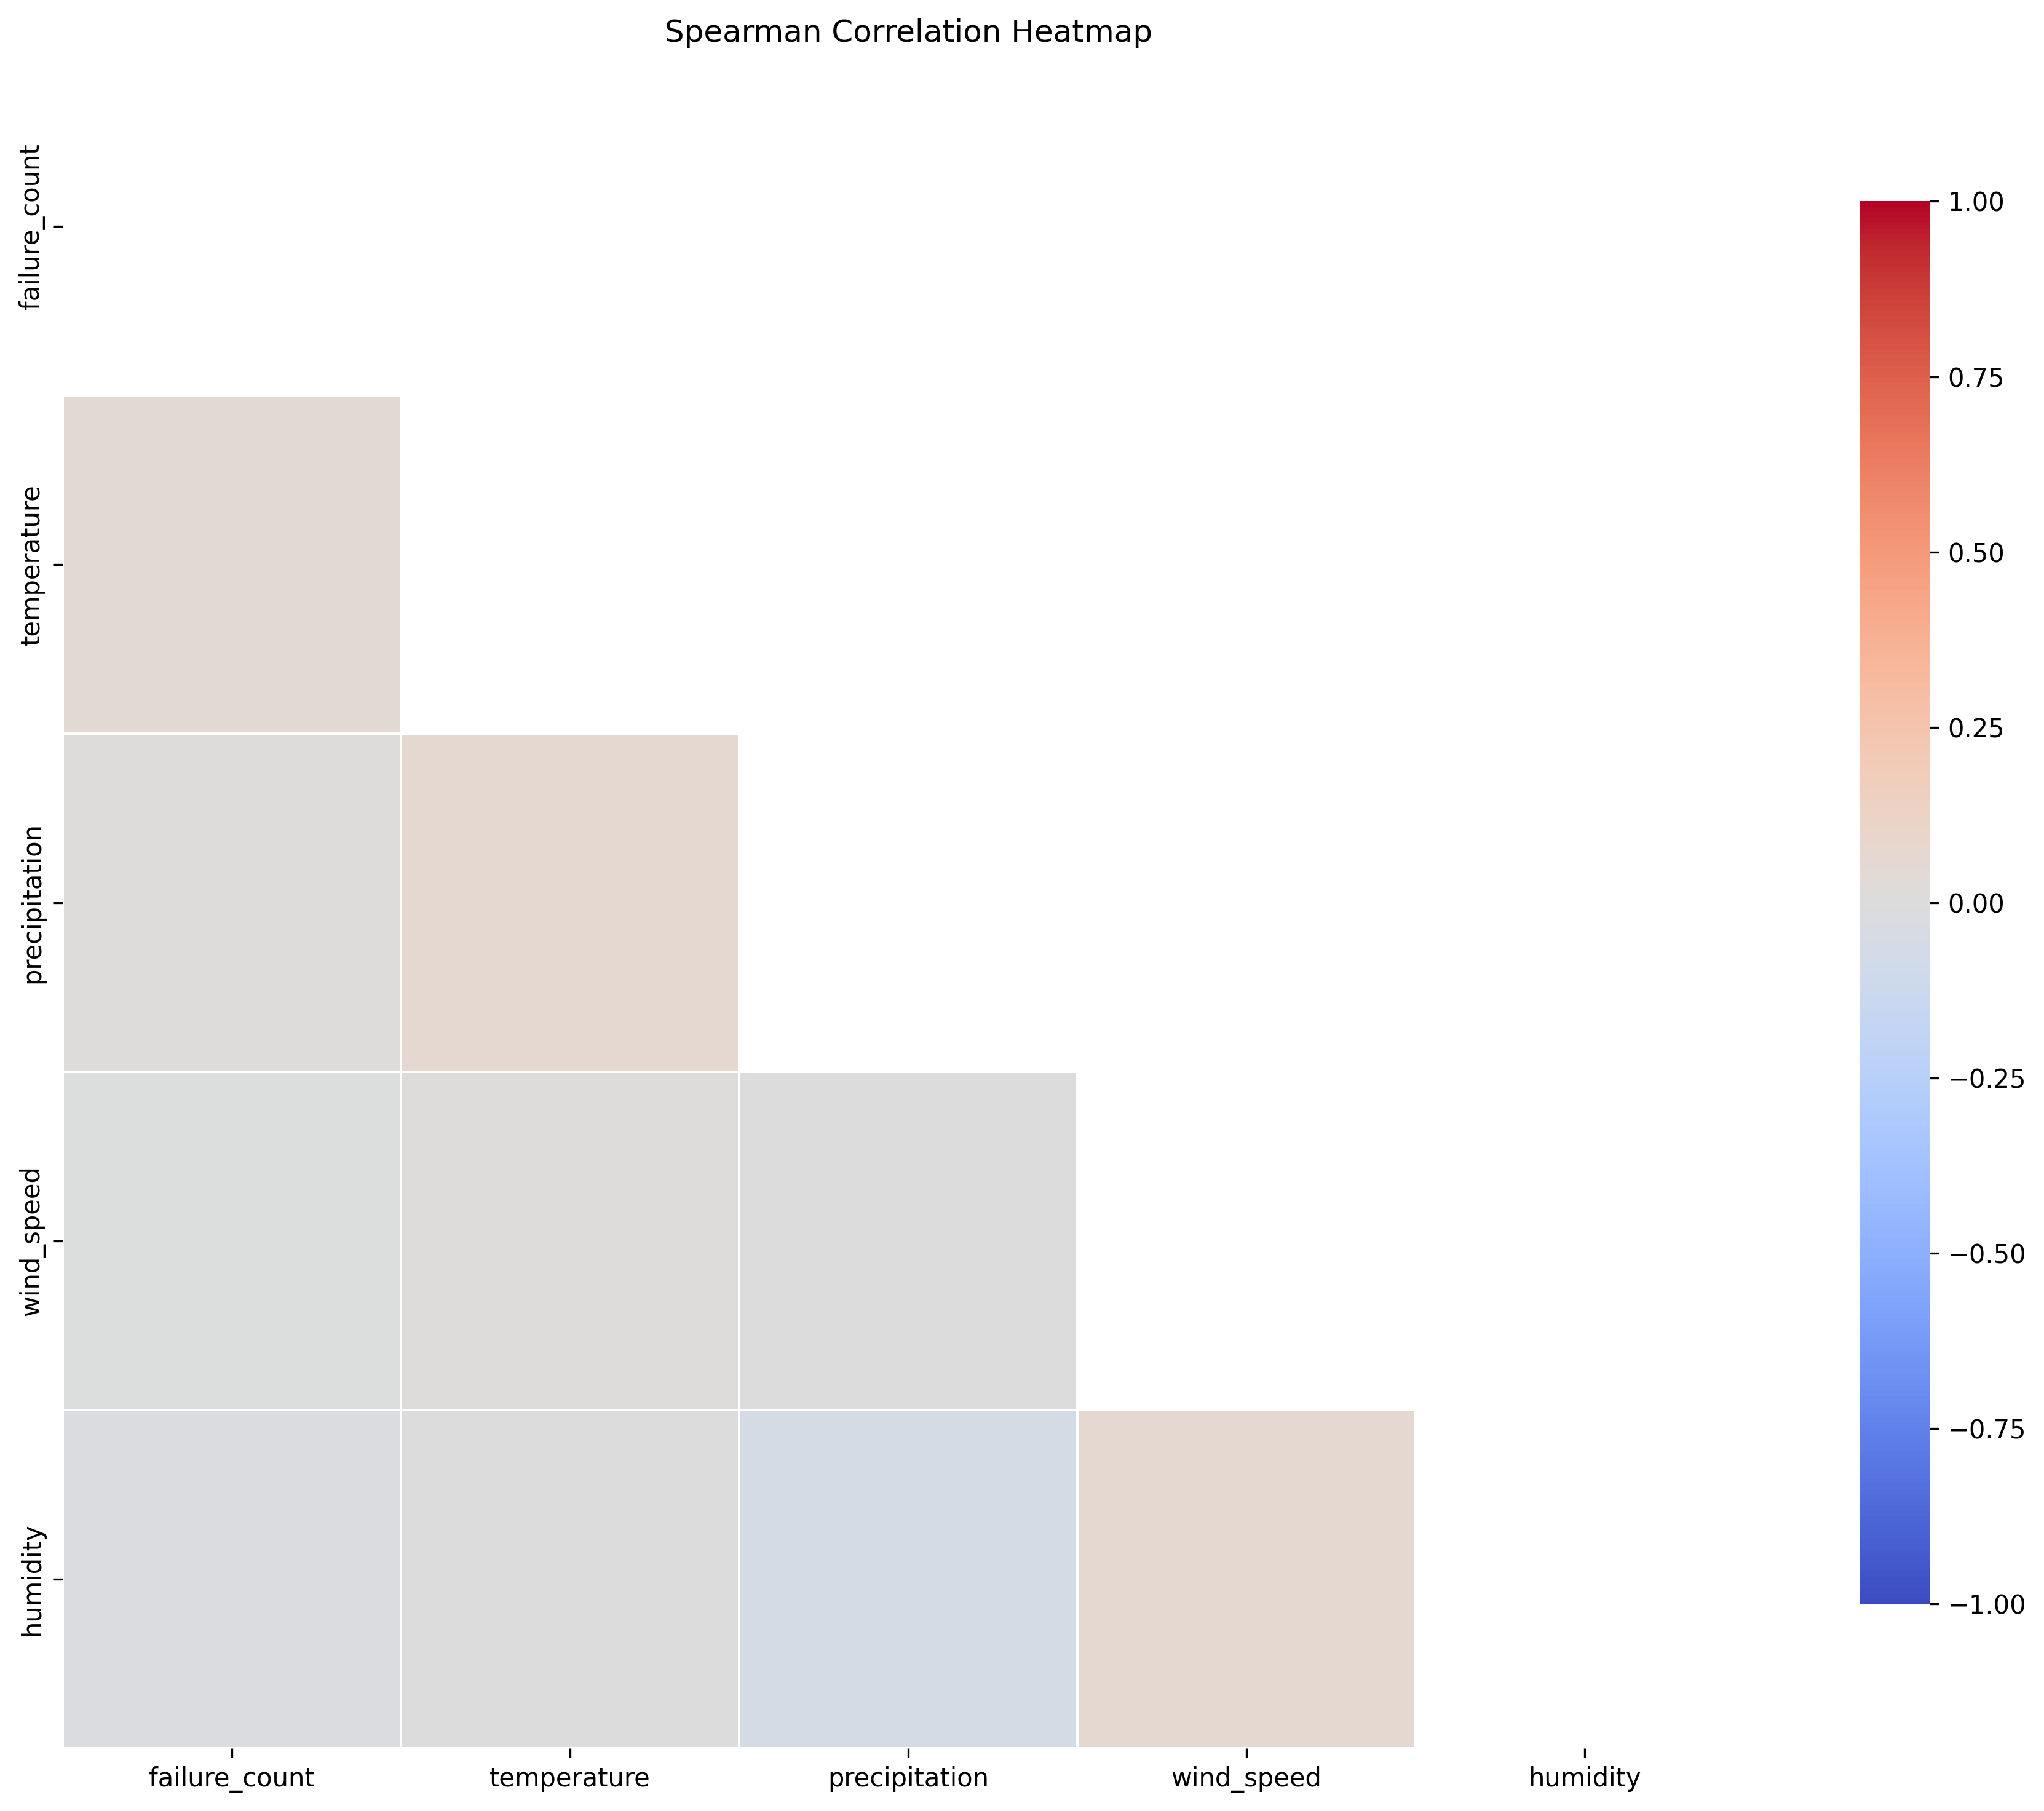 Spearman Correlation Heatmap
failure_count
temperature
precipitation
wind_speed
humidity
failure_count
temperature
precipitation
wind_speed
humidity
1.00
0.75
0.50
0.25
0.00
−0.25
−0.50
−0.75
−1.00